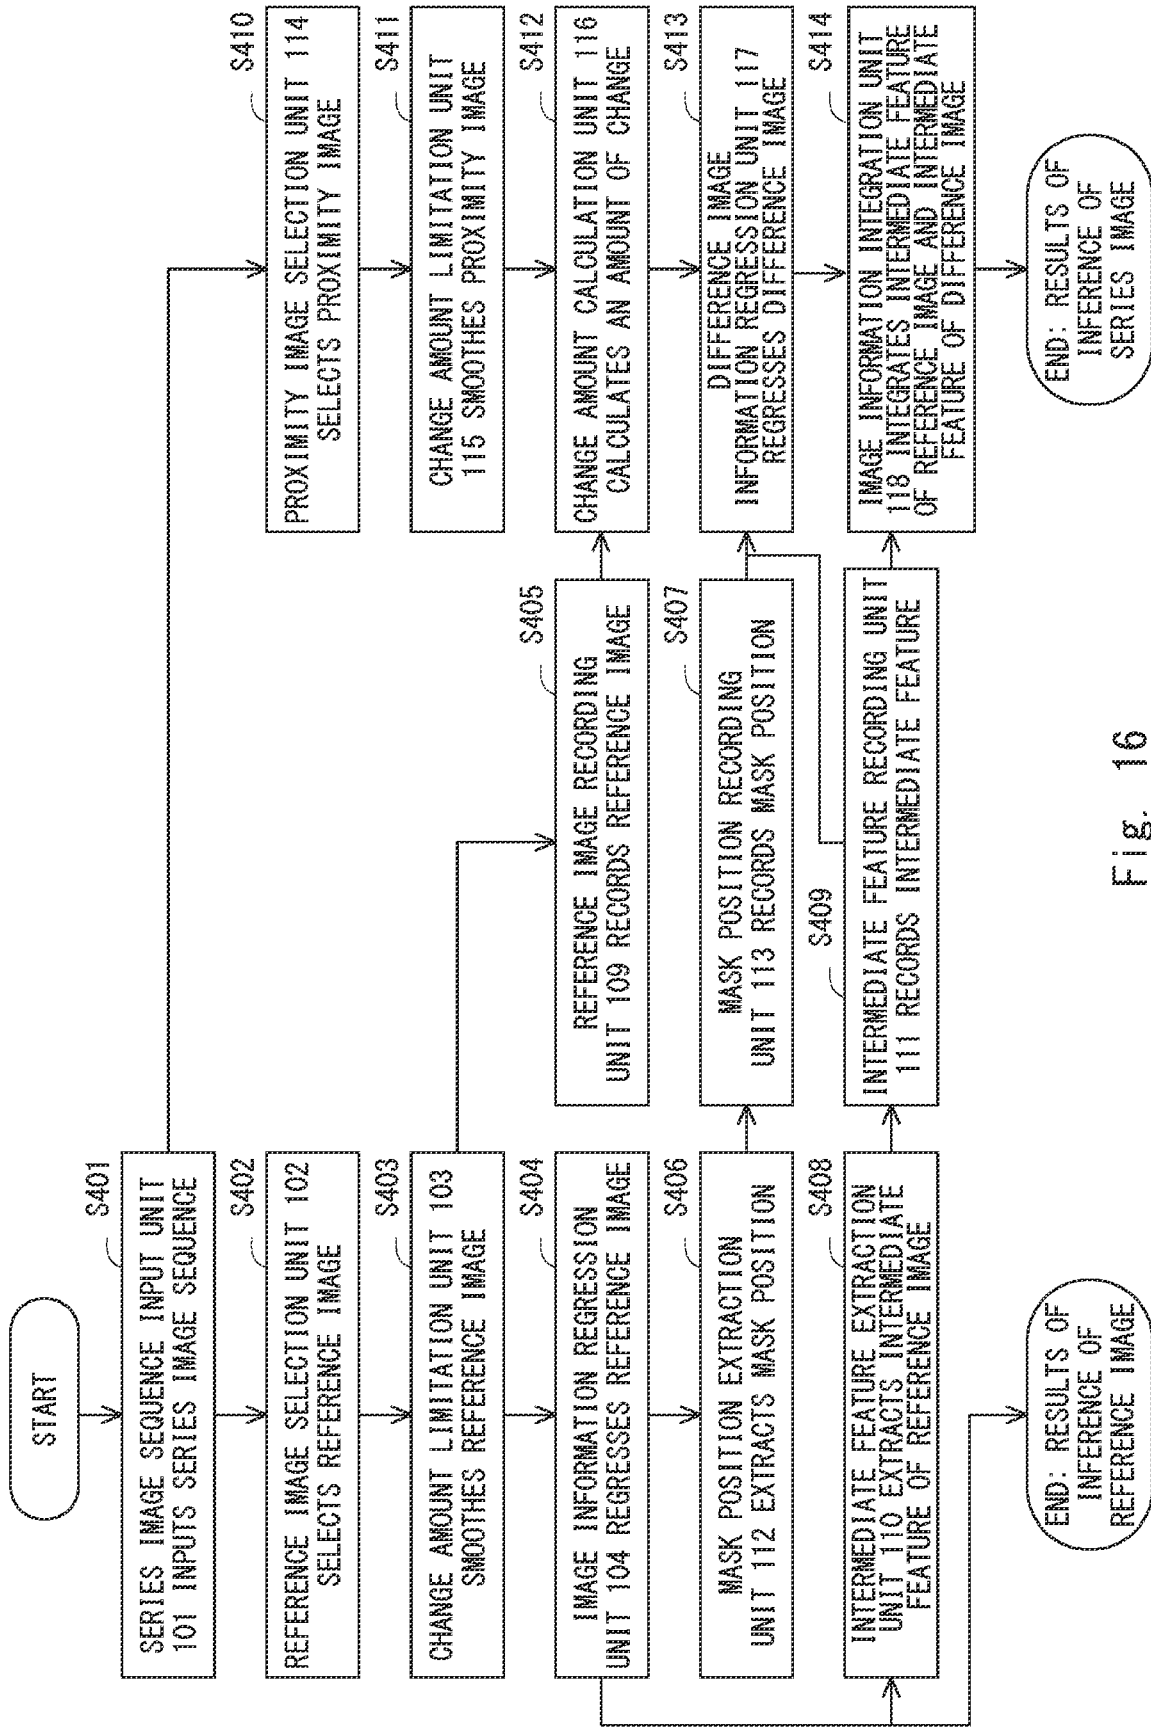 START
S401
SERIES IMAGE SEQUENCE INPUT UNIT
101 INPUTS SERIES IMAGE SEQUENCE
S402
REFERENCE IMAGE SELECTION UNIT 102
SELECTS REFERENCE IMAGE
S403
CHANGE AMOUNT LIMITATION UNIT 103
SMOOTHES REFERENCE IMAGE
S404
IMAGE INFORMATION REGRESSION
UNIT 104 REGRESSES REFERENCE IMAGE
S406
MASK POSITION EXTRACTION
UNIT 112 EXTRACTS MASK POSITION
S408
INTERMEDIATE FEATURE EXTRACTION
UNIT 110 EXTRACTS INTERMEDIATE
FEATURE OF REFERENCE IMAGE
END: RESULTS OF
INFERENCE OF
REFERENCE IMAGE
S405
REFERENCE IMAGE RECORDING
UNIT 109 RECORDS REFERENCE IMAGE
S407
MASK POSITION RECORDING
UNIT 113 RECORDS MASK POSITION
S409
INTERMEDIATE FEATURE RECORDING UNIT
111 RECORDS INTERMEDIATE FEATURE
S410
PROXIMITY IMAGE SELECTION UNIT 114
SELECTS PROXIMITY IMAGE
S411
CHANGE AMOUNT LIMITATION UNIT
115 SMOOTHES PROXIMITY IMAGE
S412
CHANGE AMOUNT CALCULATION UNIT 116
CALCULATES AN AMOUNT OF CHANGE
S413
DIFFERENCE IMAGE
INFORMATION REGRESSION UNIT 117
REGRESSES DIFFERENCE IMAGE
S414
IMAGE INFORMATION INTEGRATION UNIT
118 INTEGRATES INTERMEDIATE FEATURE
OF REFERENCE IMAGE AND INTERMEDIATE
FEATURE OF DIFFERENCE IMAGE
END: RESULTS OF
INFERENCE OF
SERIES IMAGE
Fig. 16